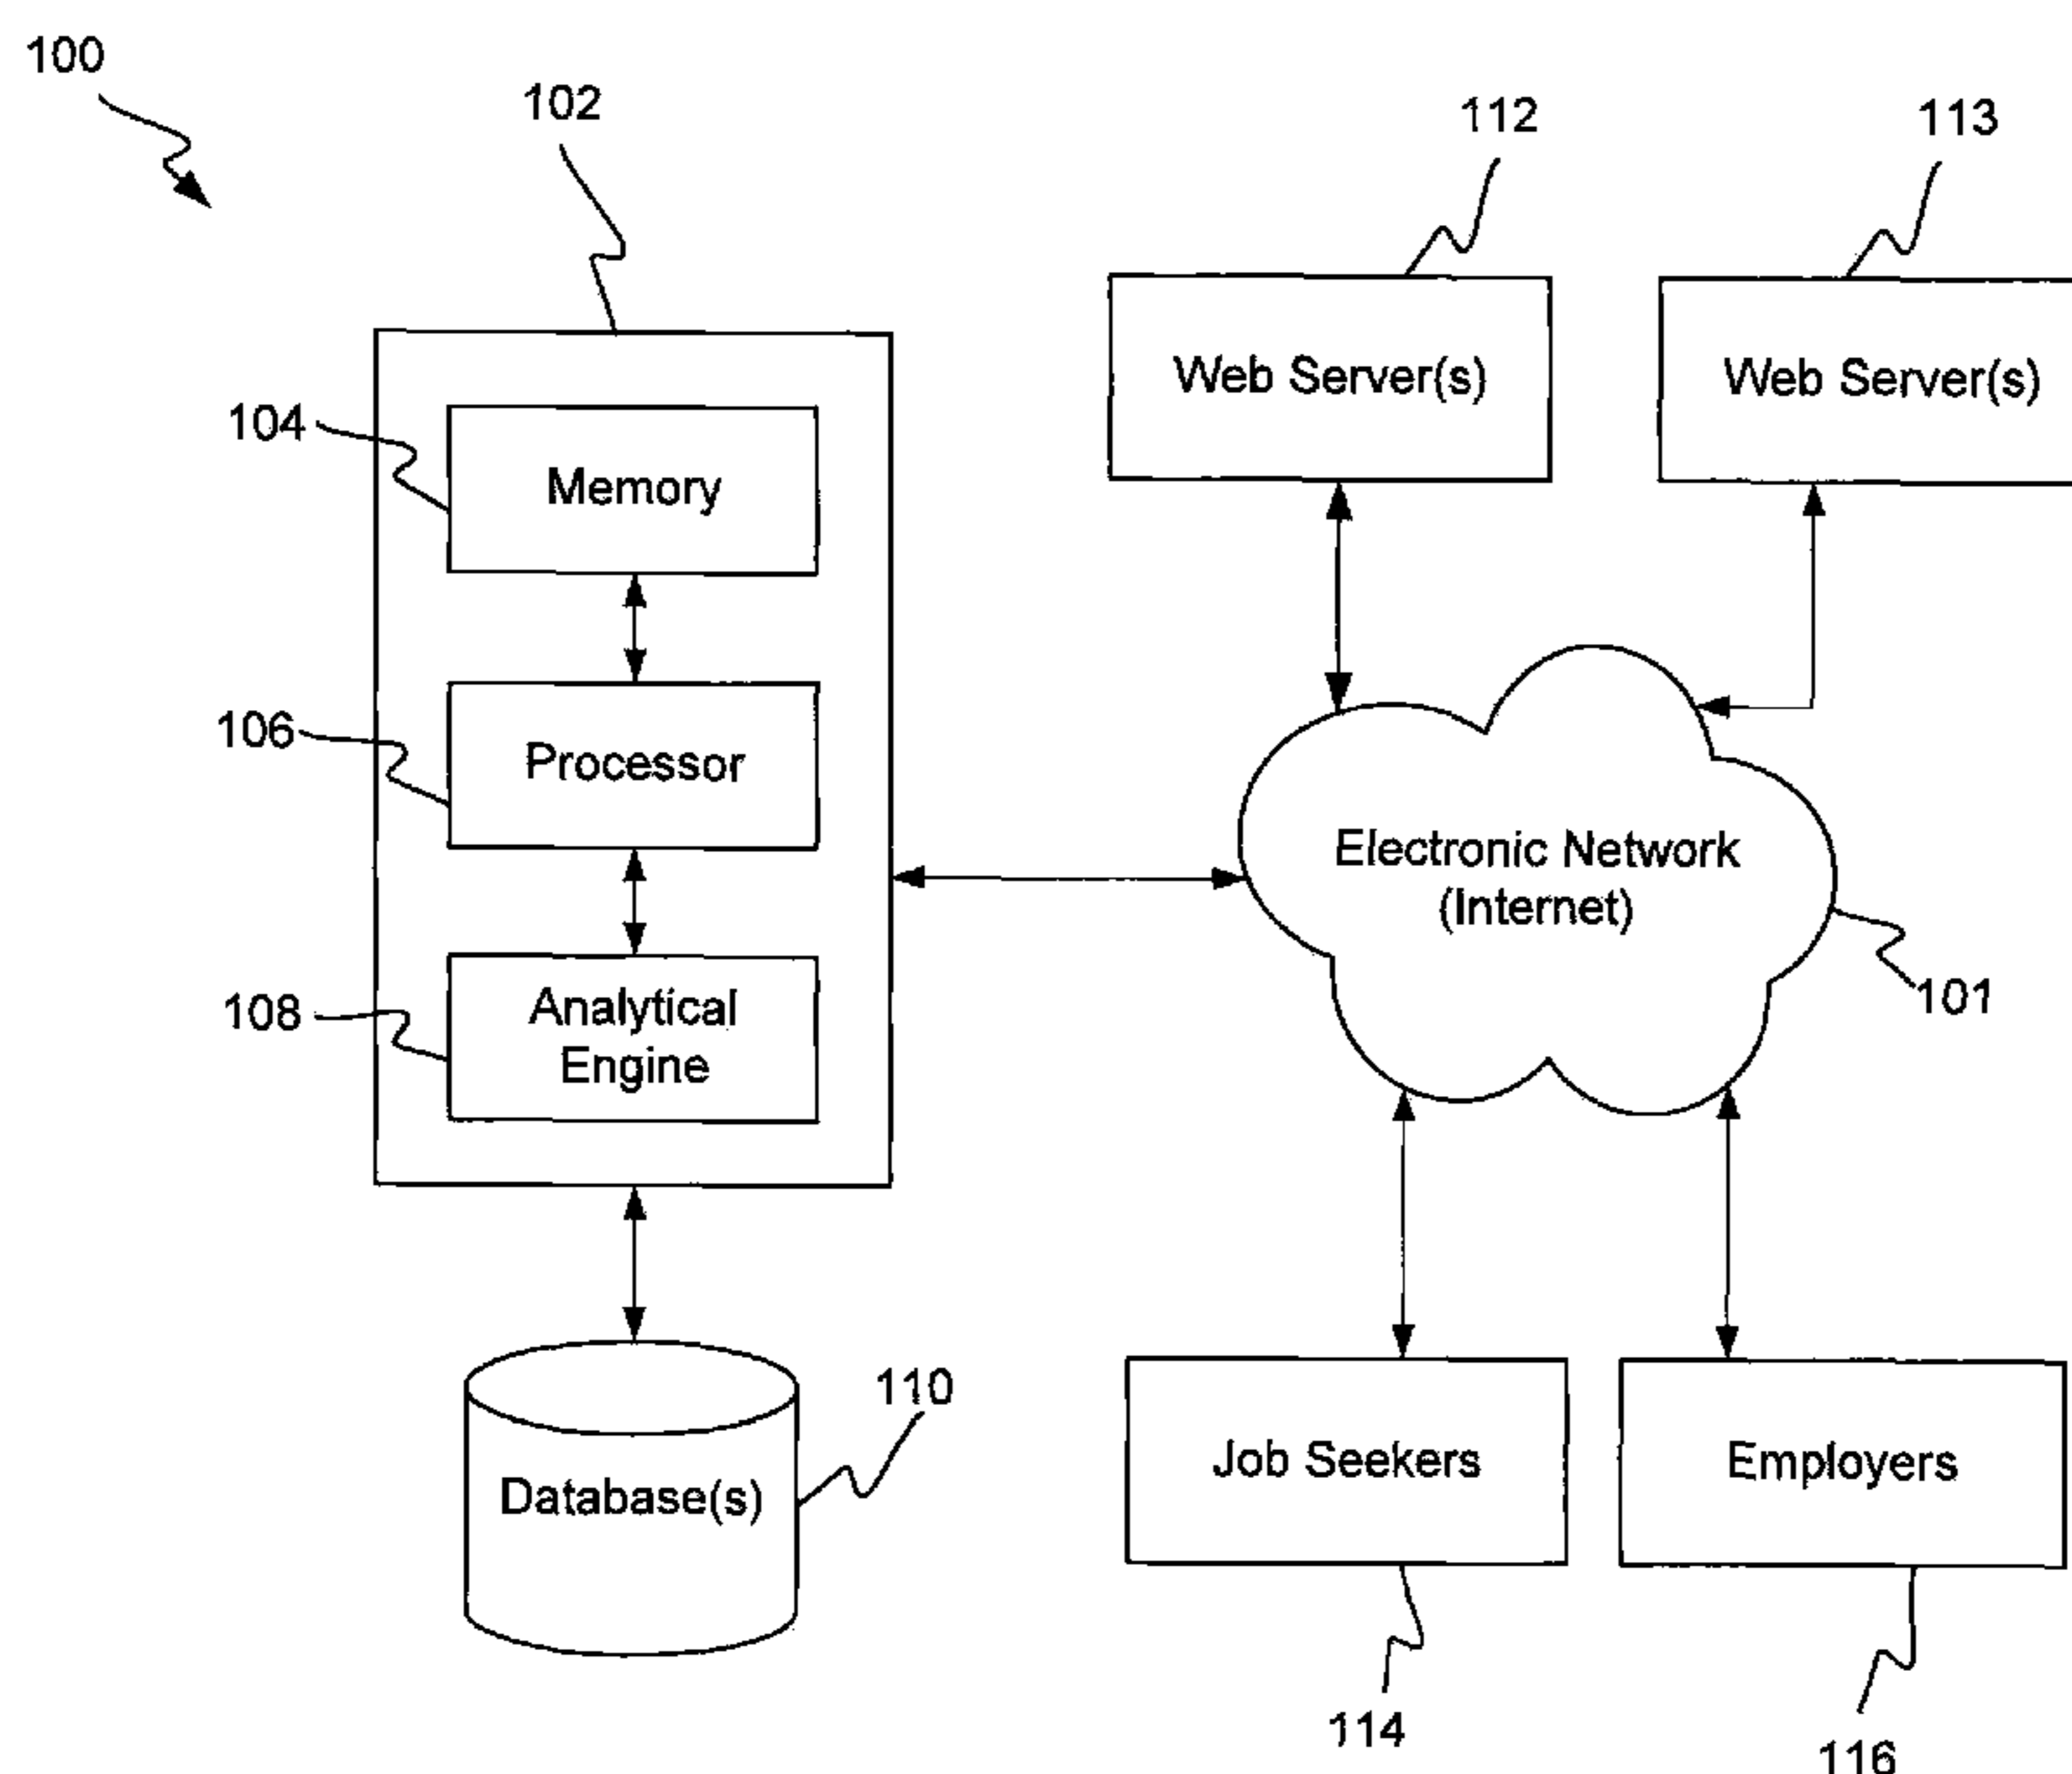 100
102
112
113
Web Server(s)
Web Server(s)
104
Memory
106
Processor
Electronic Network
(Internet)
101
108
Analytical
Engine
110
Database(s)
Job Seekers
Employers
114
116